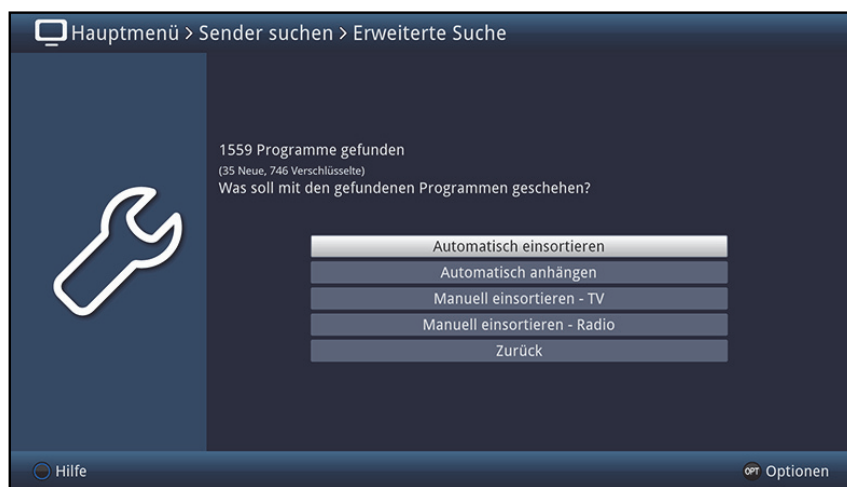 Hauptmenü > Sender suchen > Erweiterte Suche
1559 Programme gefunden
(35 Neue, 746 Verschlüsselte)
Was soll mit den gefundenen Programmen geschehen?
Automatisch einsortieren
Automatisch anhängen
Manuell einsortieren - TV
Manuell einsortieren - Radio
Zurück
Hilfe
OPT Optionen